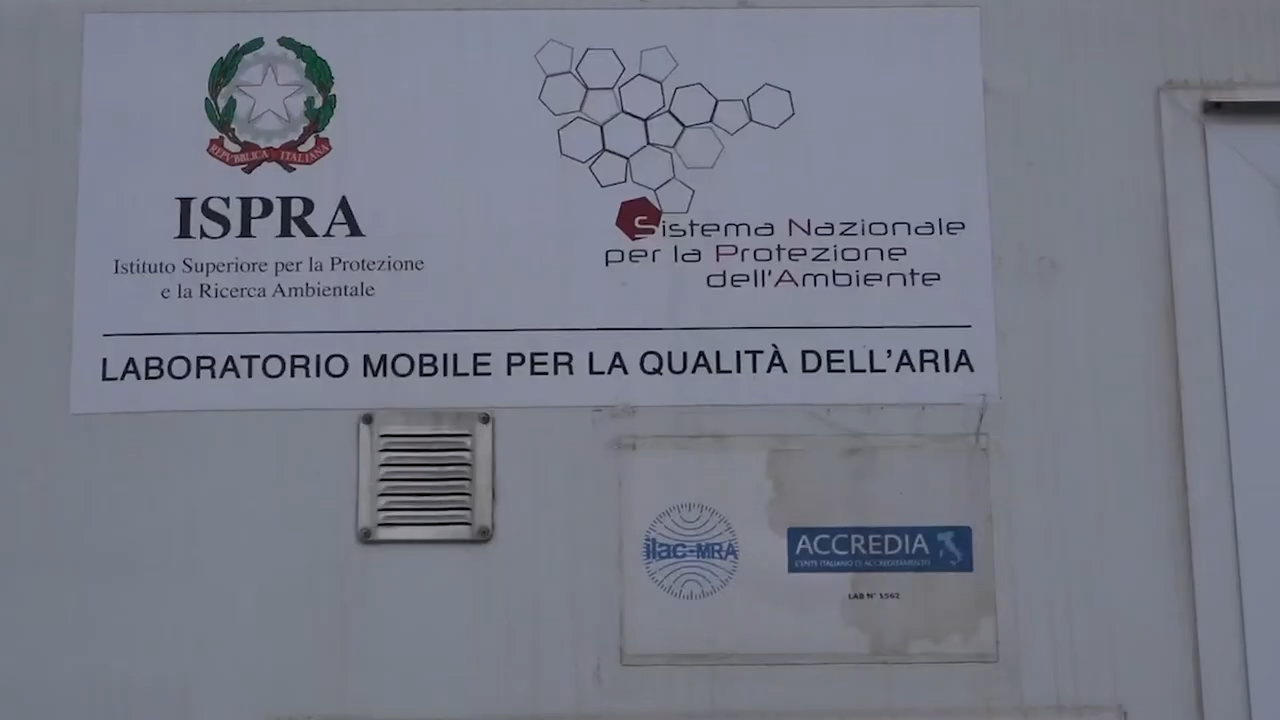 REPVBBLICA ITALIANA
ISPRA
Istituto Superiore per la Protezione
e la Ricerca Ambientale
Sistema Nazionale
per la Protezione
dell'Ambiente
LABORATORIO MOBILE PER LA QUALITÀ DELL'ARIA
ilac-MRA
ACCREDIA
L'ENTE ITALIANO DI ACCREDITAMENTO
LAB N° 1562